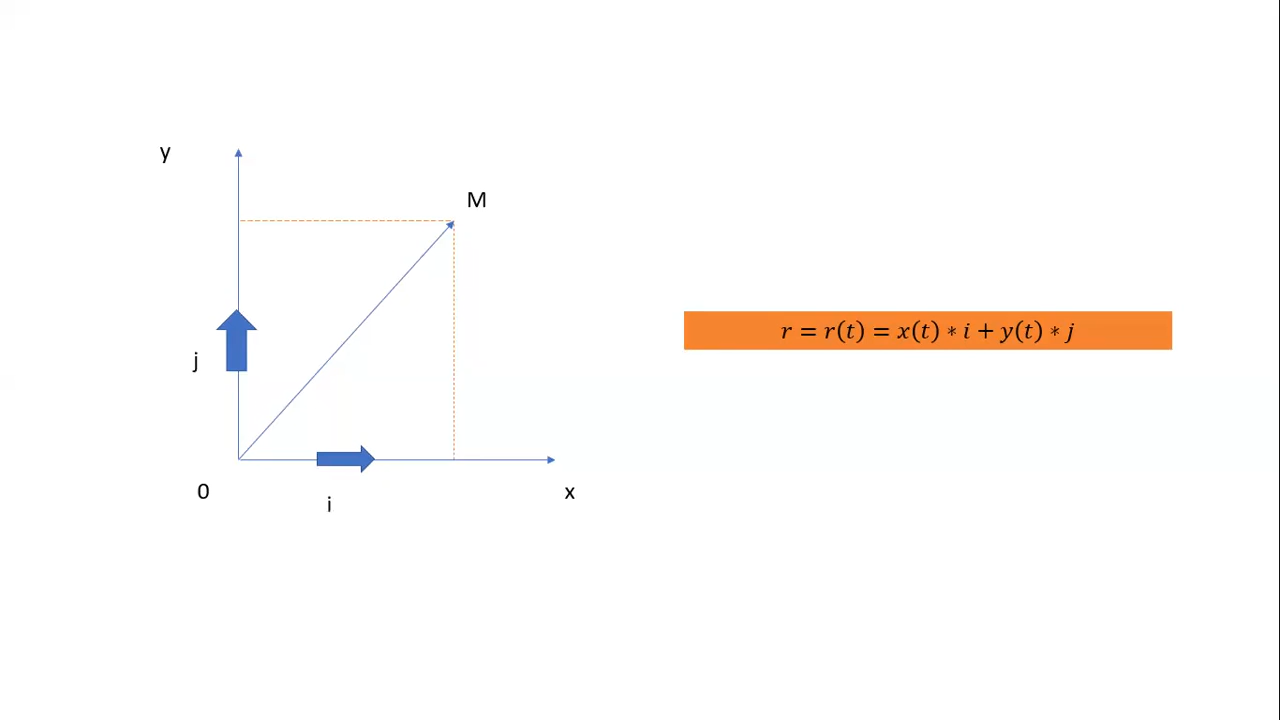 y
M
r = r(t) = x(t) ∗ i + y(t) ∗ j
j
0
i
x